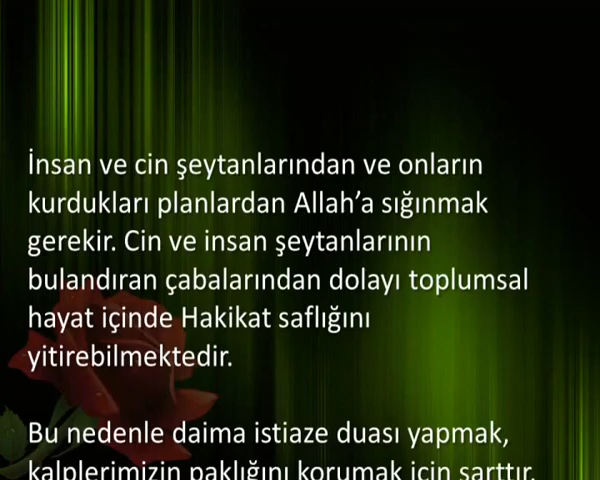 İnsan ve cin şeytanlarından ve onların
kurdukları planlardan Allah’a sığınmak
gerekir. Cin ve insan şeytanlarının
bulandıran çabalarından dolayı toplumsal
hayat içinde Hakikat saflığını
yitirebilmektedir.
Bu nedenle daima istiaze duası yapmak,
kalplerimizin paklığını korumak için şarttır.